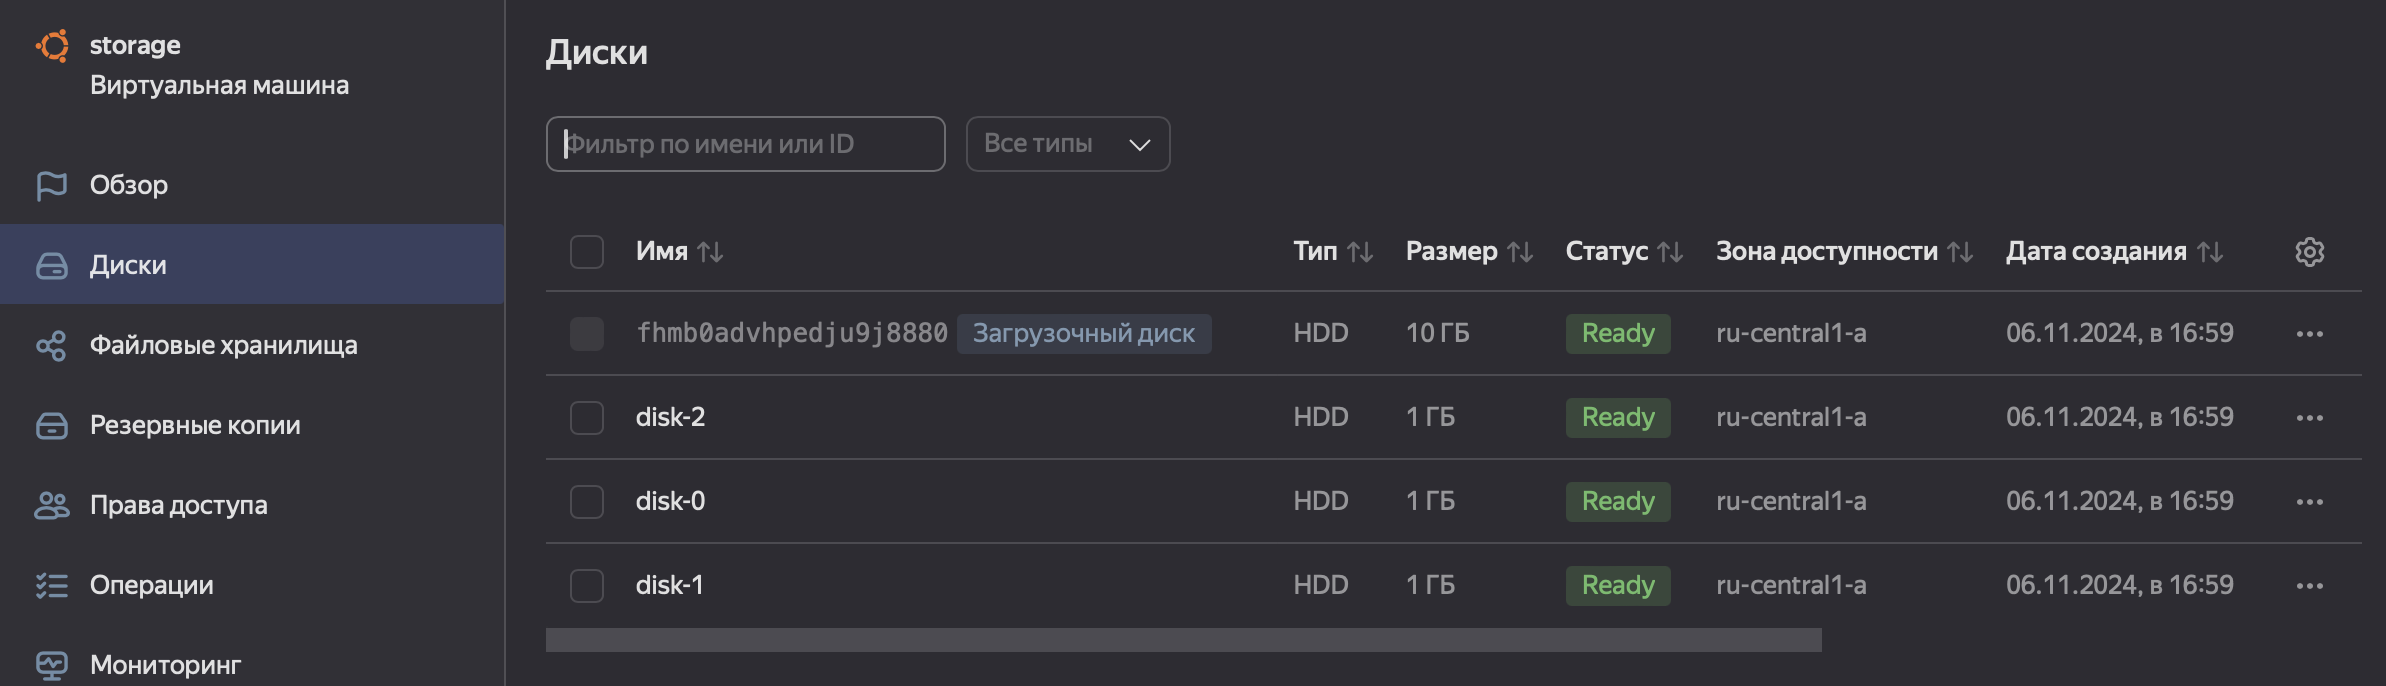 storage
Виртуальная машина
Обзор
Диски
Файловые хранилища
Резервные копии
Права доступа
Операции
Мониторинг
Диски
Фильтр по имени или ID
Все типы
Имя Тип Размер Статус Зона доступности Дата создания
fhmb0advhpedju9j8880 Загрузочный диск HDD 10 ГБ Ready ru-central1-a 06.11.2024, в 16:59
disk-2 HDD 1 ГБ Ready ru-central1-a 06.11.2024, в 16:59
disk-0 HDD 1 ГБ Ready ru-central1-a 06.11.2024, в 16:59
disk-1 HDD 1 ГБ Ready ru-central1-a 06.11.2024, в 16:59